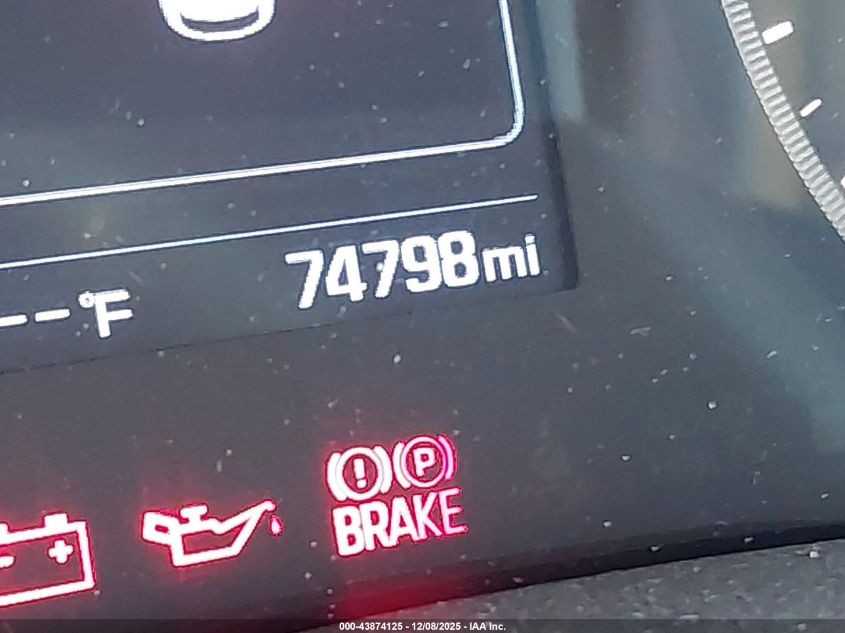 74798mi
--°F
(!) (P)
BRAKE
000-43874125 - 12/08/2025 - IAA Inc.